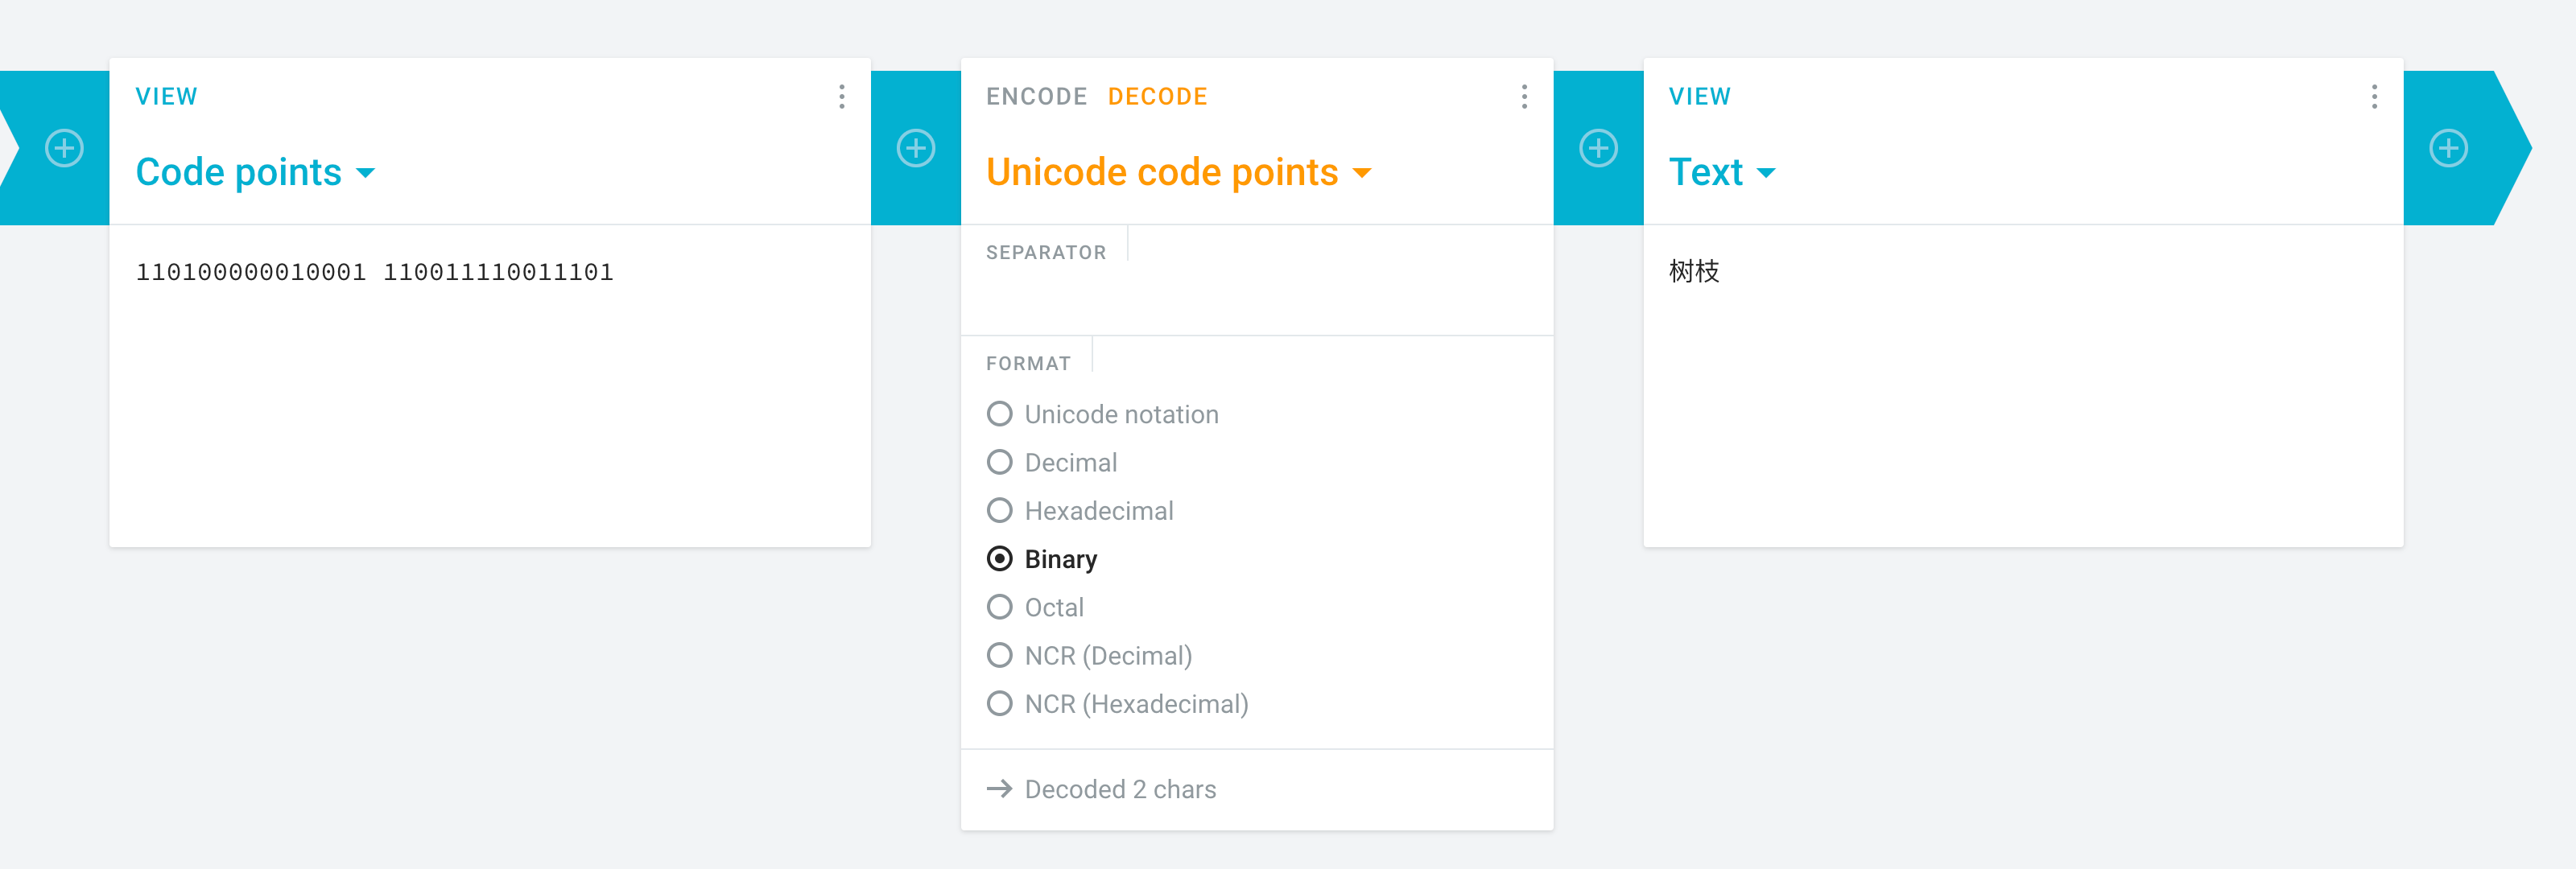 VIEW
Code points
110100000010001 110011110011101
ENCODE DECODE
Unicode code points
SEPARATOR
FORMAT
Unicode notation
Decimal
Hexadecimal
Binary
Octal
NCR (Decimal)
NCR (Hexadecimal)
Decoded 2 chars
VIEW
Text
树枝